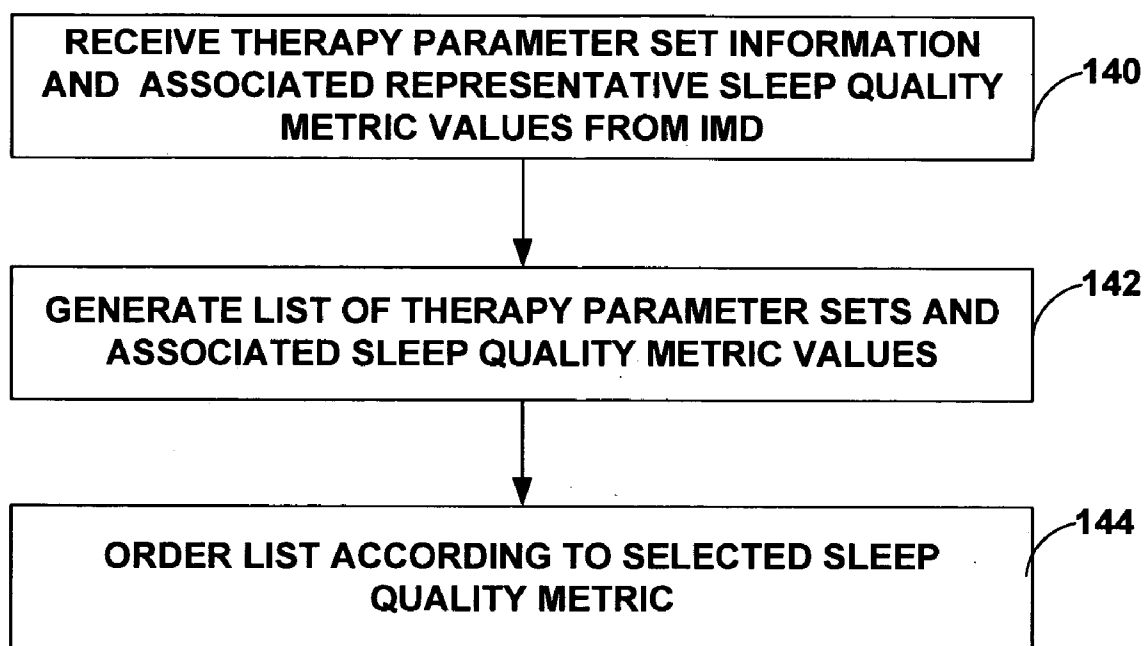 RECEIVE THERAPY PARAMETER SET INFORMATION
AND ASSOCIATED REPRESENTATIVE SLEEP QUALITY
METRIC VALUES FROM IMD
140
GENERATE LIST OF THERAPY PARAMETER SETS AND
ASSOCIATED SLEEP QUALITY METRIC VALUES
142
ORDER LIST ACCORDING TO SELECTED SLEEP
QUALITY METRIC
144